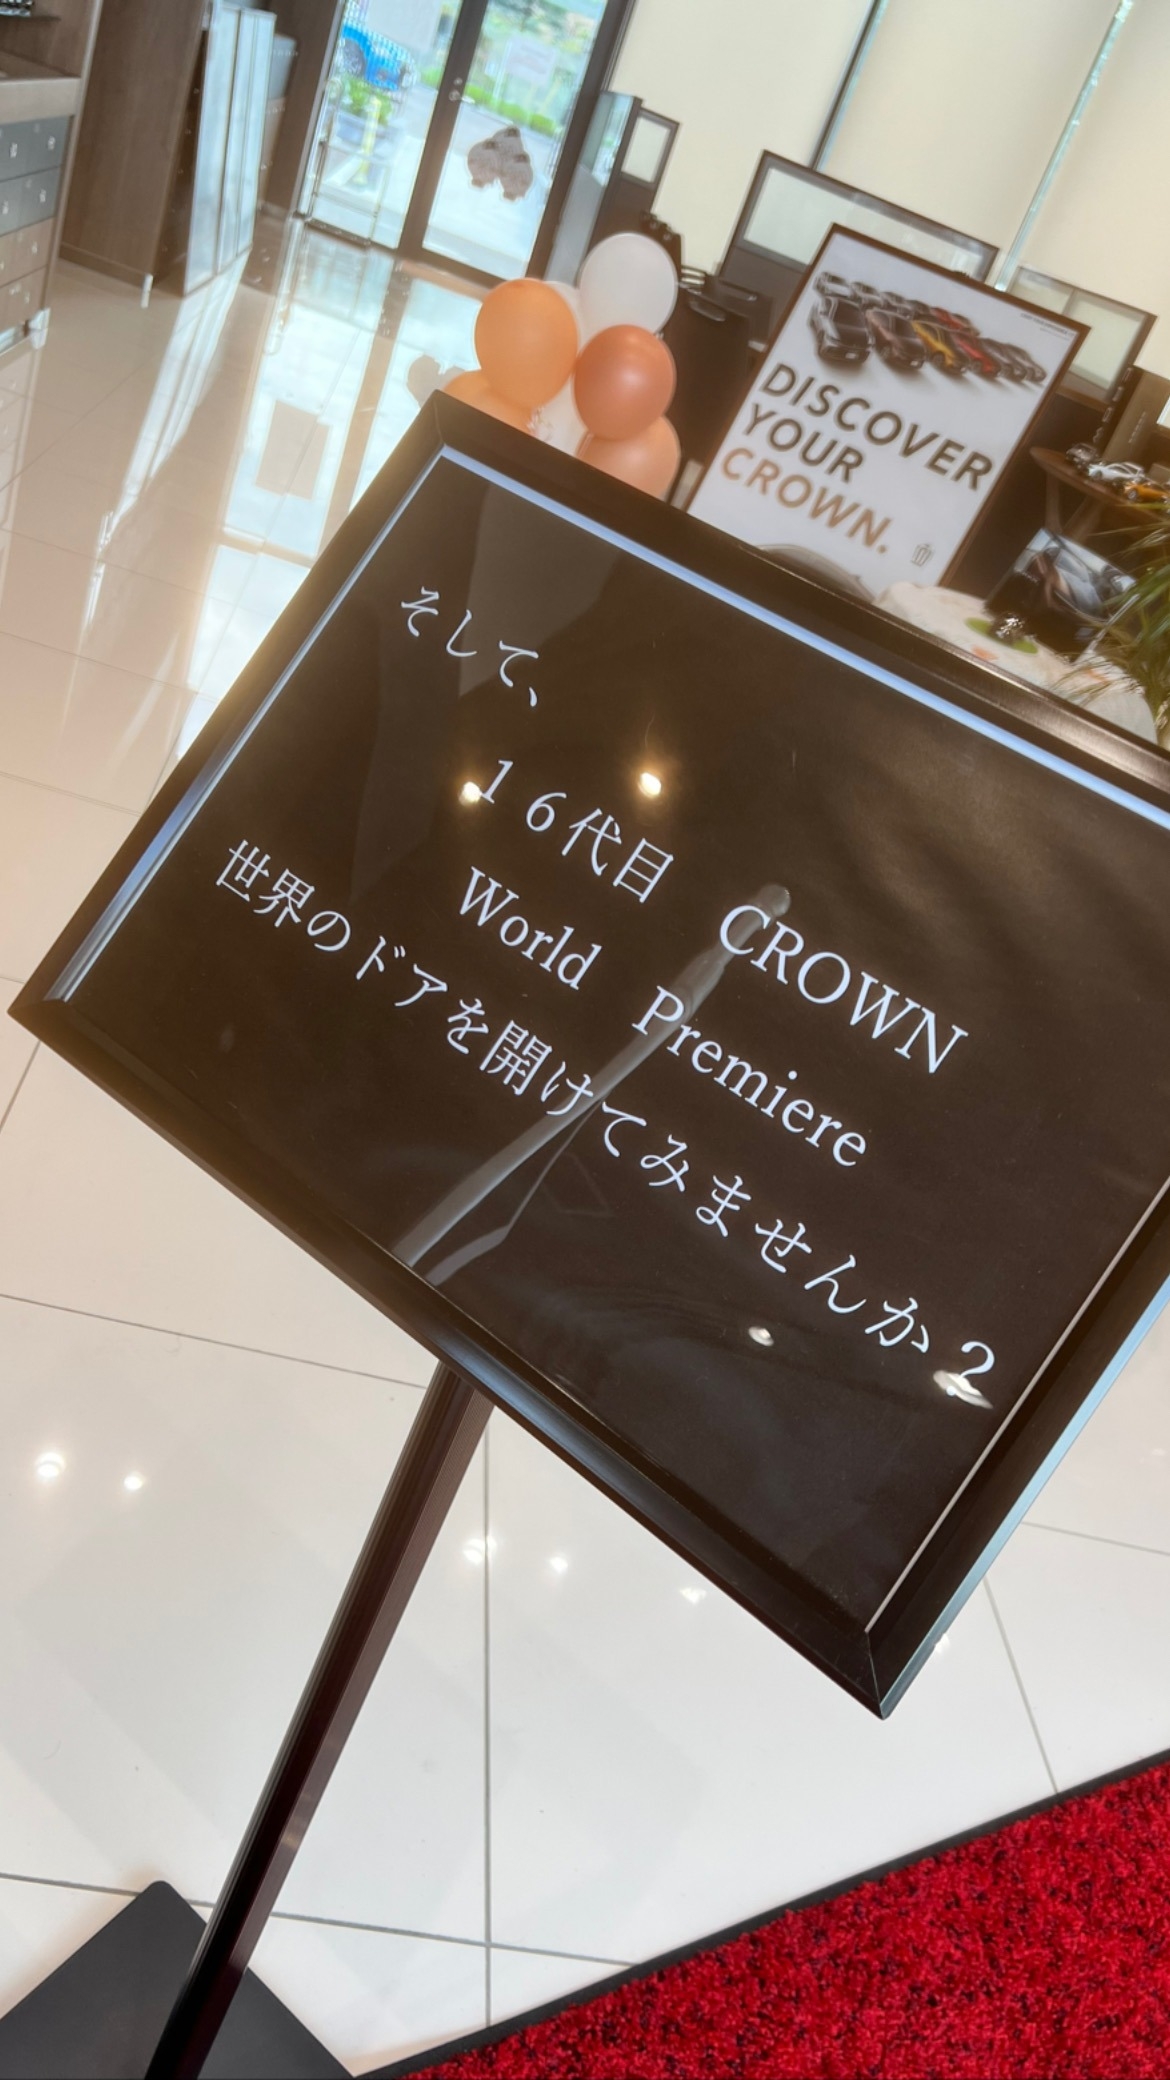 DISCOVER
YOUR
CROWN.
そして、
１６代目　CROWN
World　Premiere
世界のドアを開けてみませんか？